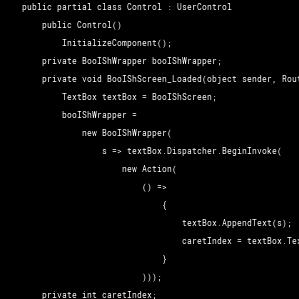 public partial class Control : UserControl
public Control()
InitializeComponent();
private BooIShWrapper booIShWrapper;
private void BooIShScreen_Loaded(object sender, Rout
TextBox textBox = BooIShScreen;
booIShWrapper =
new BooIShWrapper(
s => textBox.Dispatcher.BeginInvoke(
new Action(
() =>
{
textBox.AppendText(s);
caretIndex = textBox.Tex
}
)));
private int caretIndex;